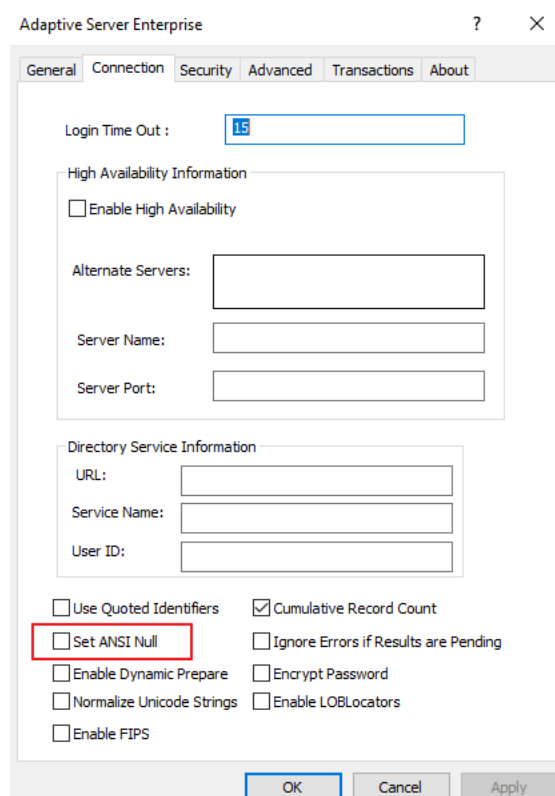 Adaptive Server Enterprise ? ×
General Connection Security Advanced Transactions About
Login Time Out : 15
High Availability Information
Enable High Availability
Alternate Servers:
Server Name:
Server Port:
Directory Service Information
URL:
Service Name:
User ID:
Use Quoted Identifiers Cumulative Record Count
Set ANSI Null Ignore Errors if Results are Pending
Enable Dynamic Prepare Encrypt Password
Normalize Unicode Strings Enable LOBLocators
Enable FIPS
OK Cancel Apply